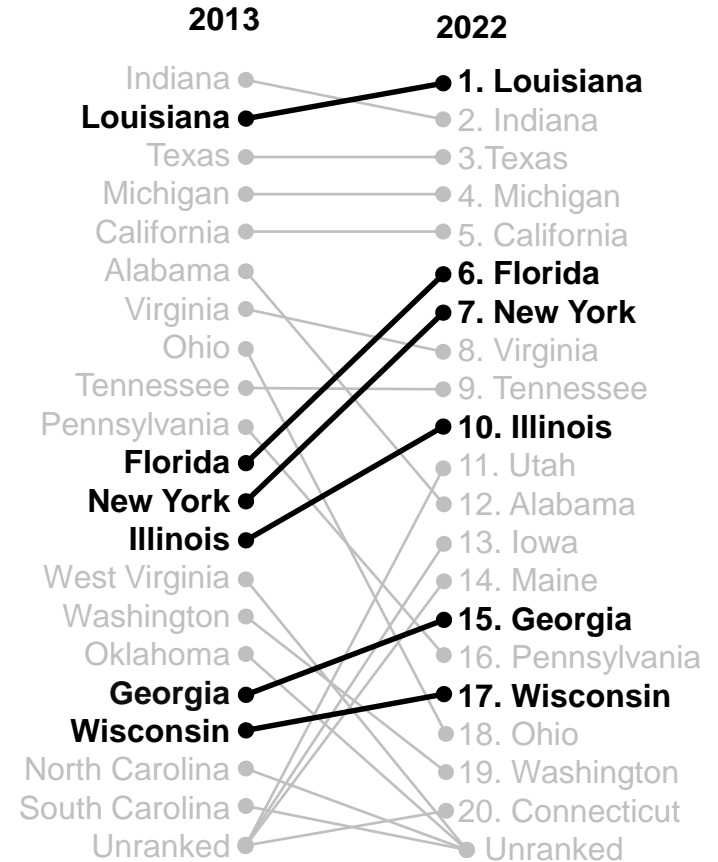 2013 2022
Indiana 1. Louisiana
Louisiana 2. Indiana
Texas 3.Texas
Michigan 4. Michigan
California 5. California
Alabama 6. Florida
Virginia 7. New York
Ohio 8. Virginia
Tennessee 9. Tennessee
Pennsylvania 10. Illinois
Florida 11. Utah
New York 12. Alabama
Illinois 13. Iowa
West Virginia 14. Maine
Washington 15. Georgia
Oklahoma 16. Pennsylvania
Georgia 17. Wisconsin
Wisconsin 18. Ohio
North Carolina 19. Washington
South Carolina 20. Connecticut
Unranked Unranked